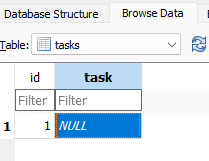 Database Structure Browse Data
Table: tasks
id task
Filter Filter
1 1 NULL